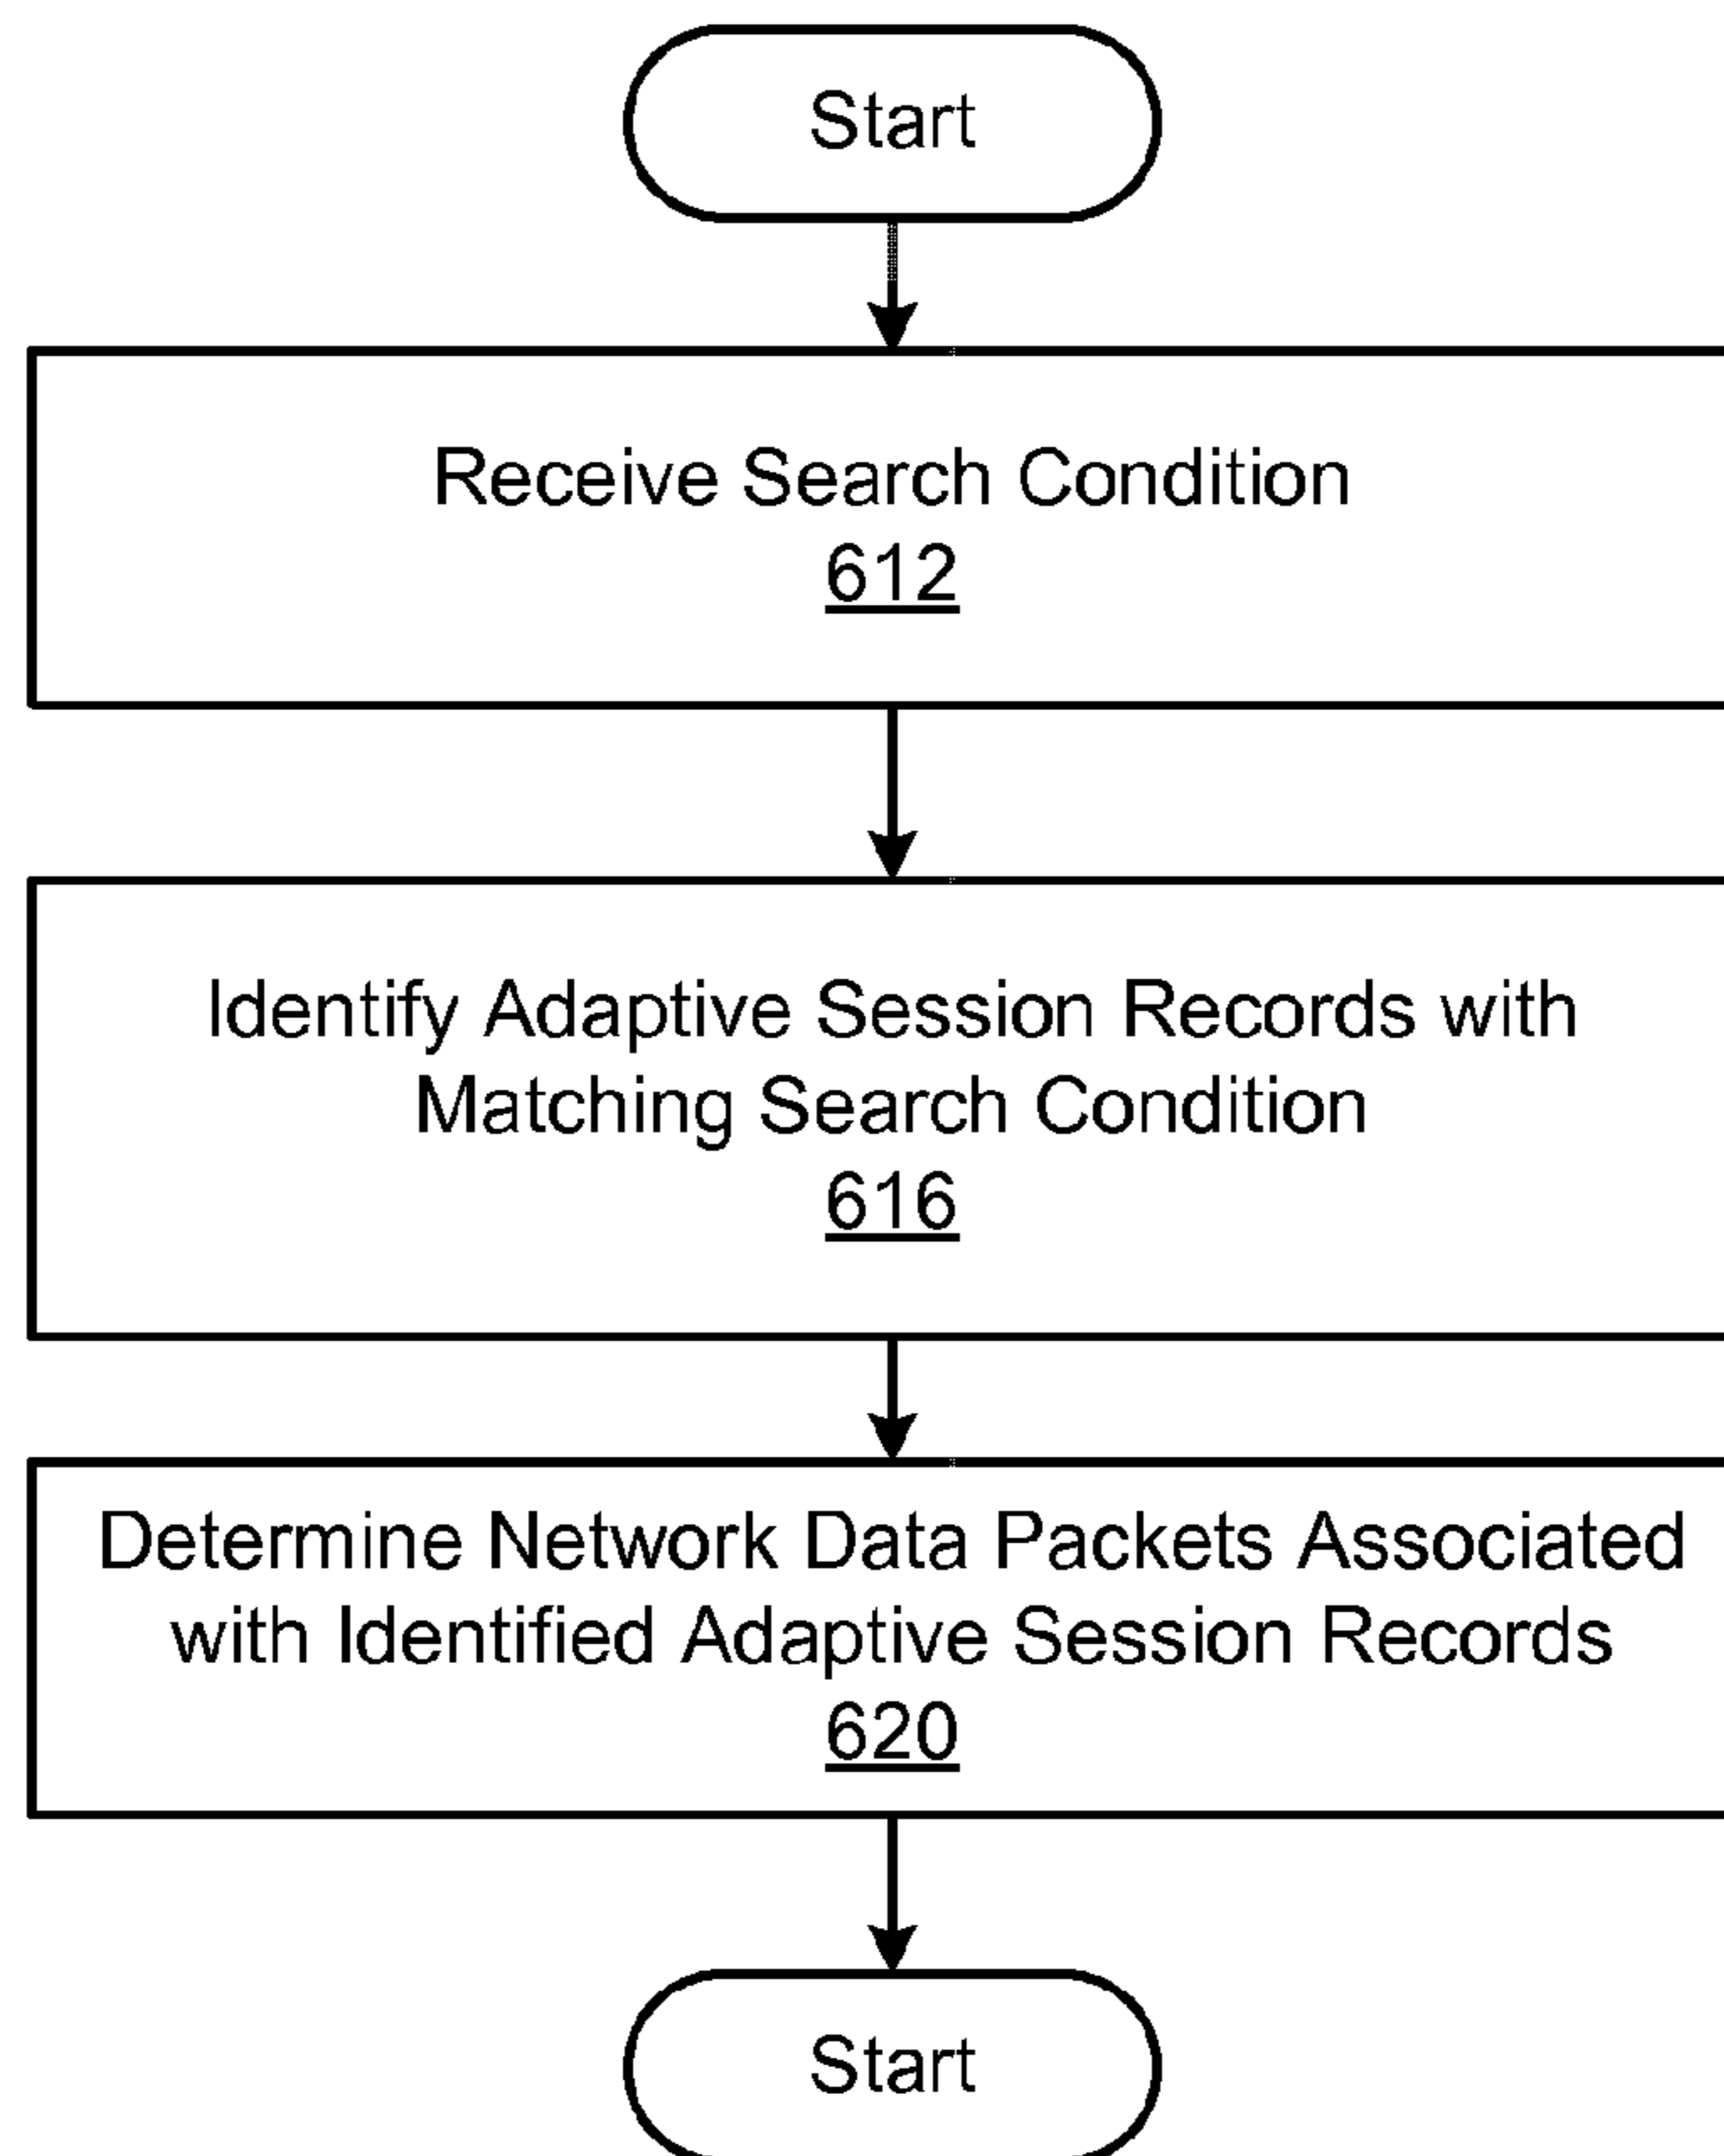 Start
Receive Search Condition
612
Identify Adaptive Session Records with
Matching Search Condition
616
Determine Network Data Packets Associated
with Identified Adaptive Session Records
620
Start